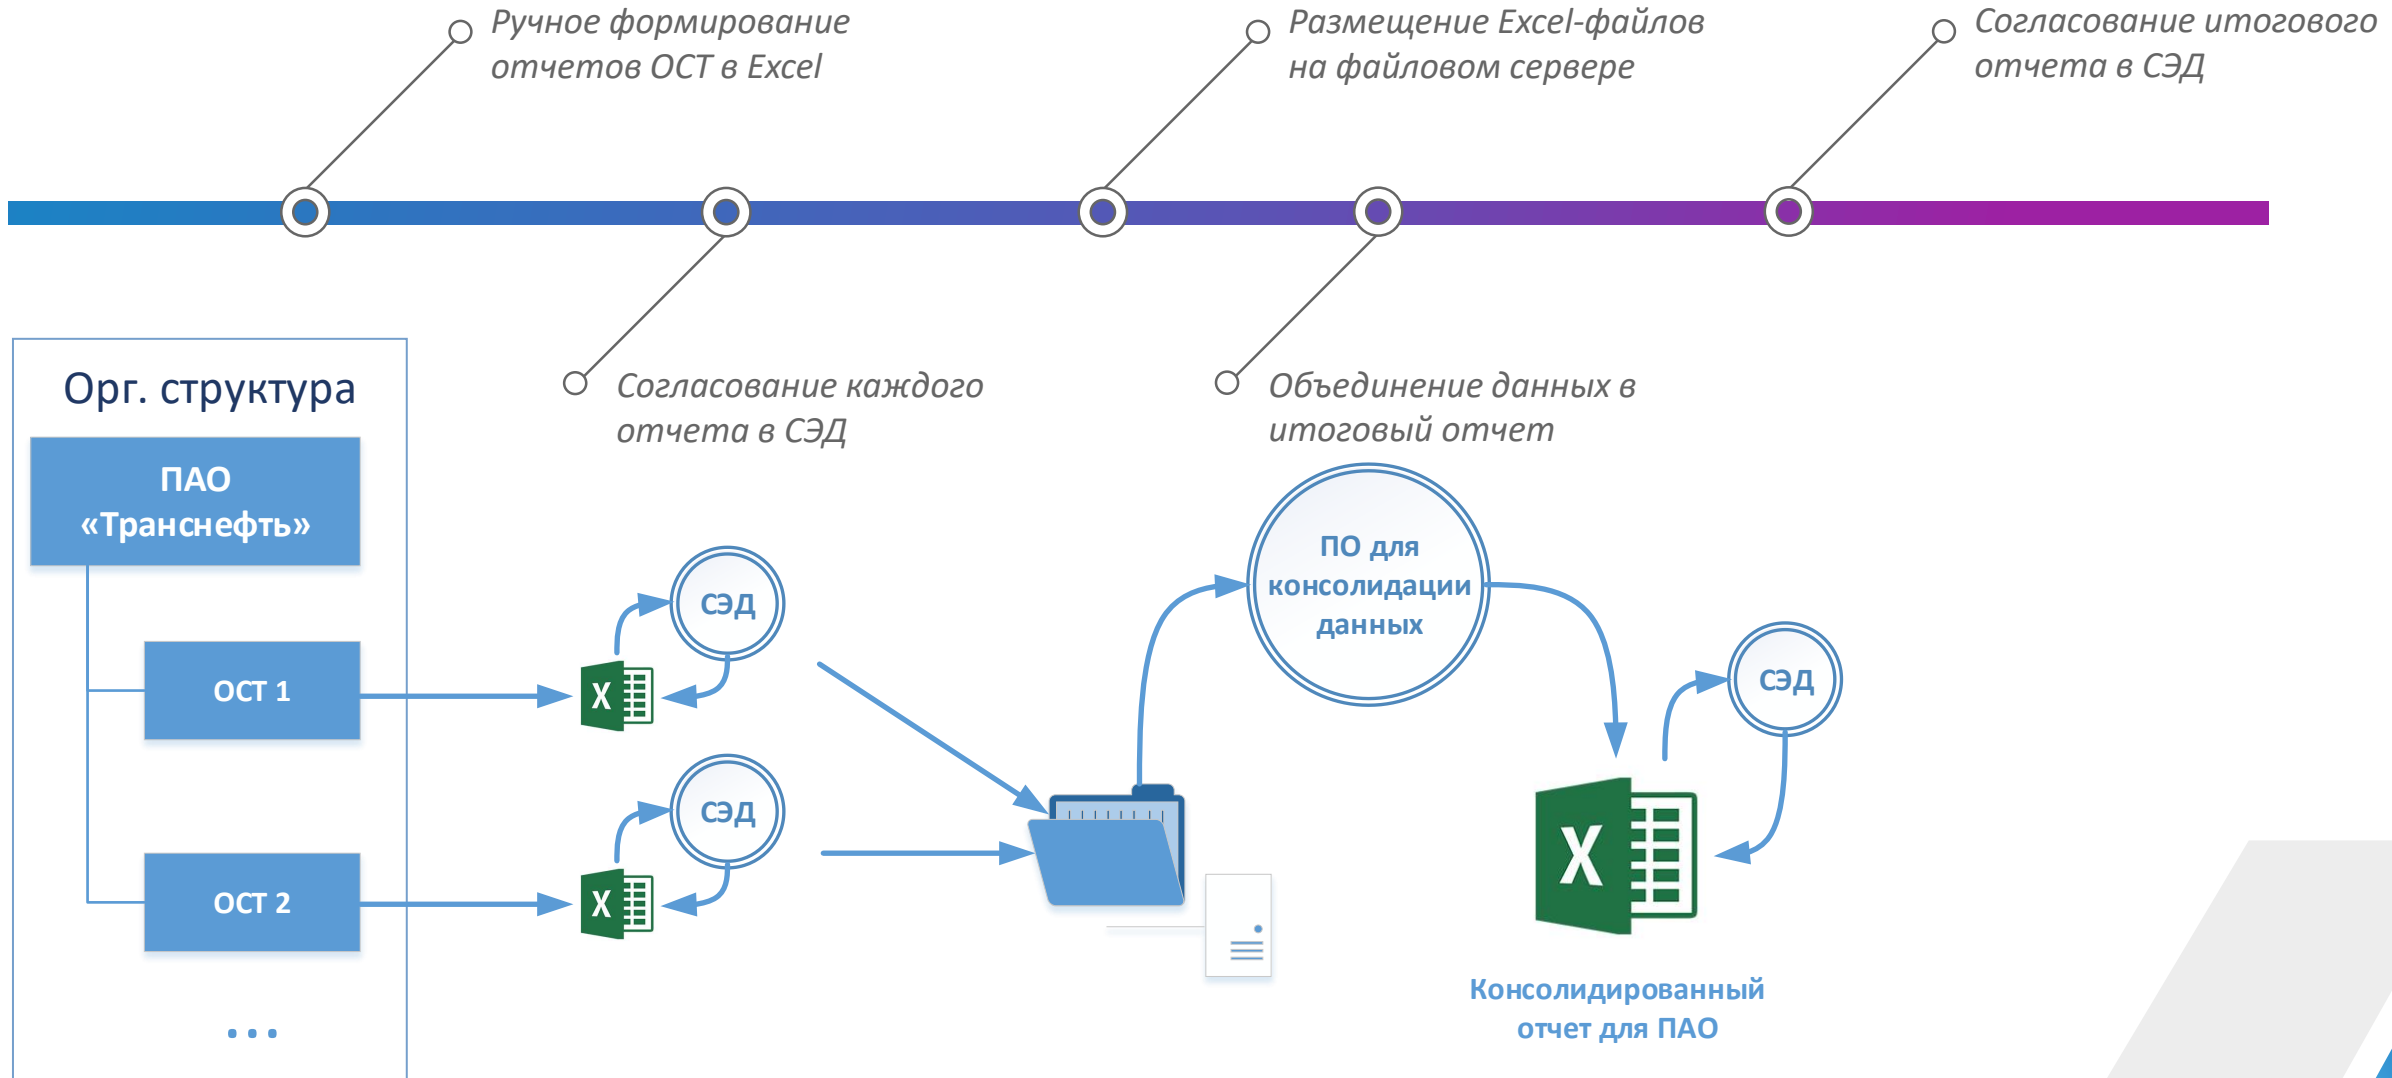 Ручное формирование
отчетов ОСТ в Excel
Размещение Excel-файлов
на файловом сервере
Согласование итогового
отчета в СЭД
Согласование каждого
отчета в СЭД
Объединение данных в
итоговый отчет
Орг. структура
ПАО
«Транснефть»
ОСТ 1
ОСТ 2
...
СЭД
X
СЭД
X
ПО для
консолидации
данных
СЭД
X
Консолидированный
отчет для ПАО